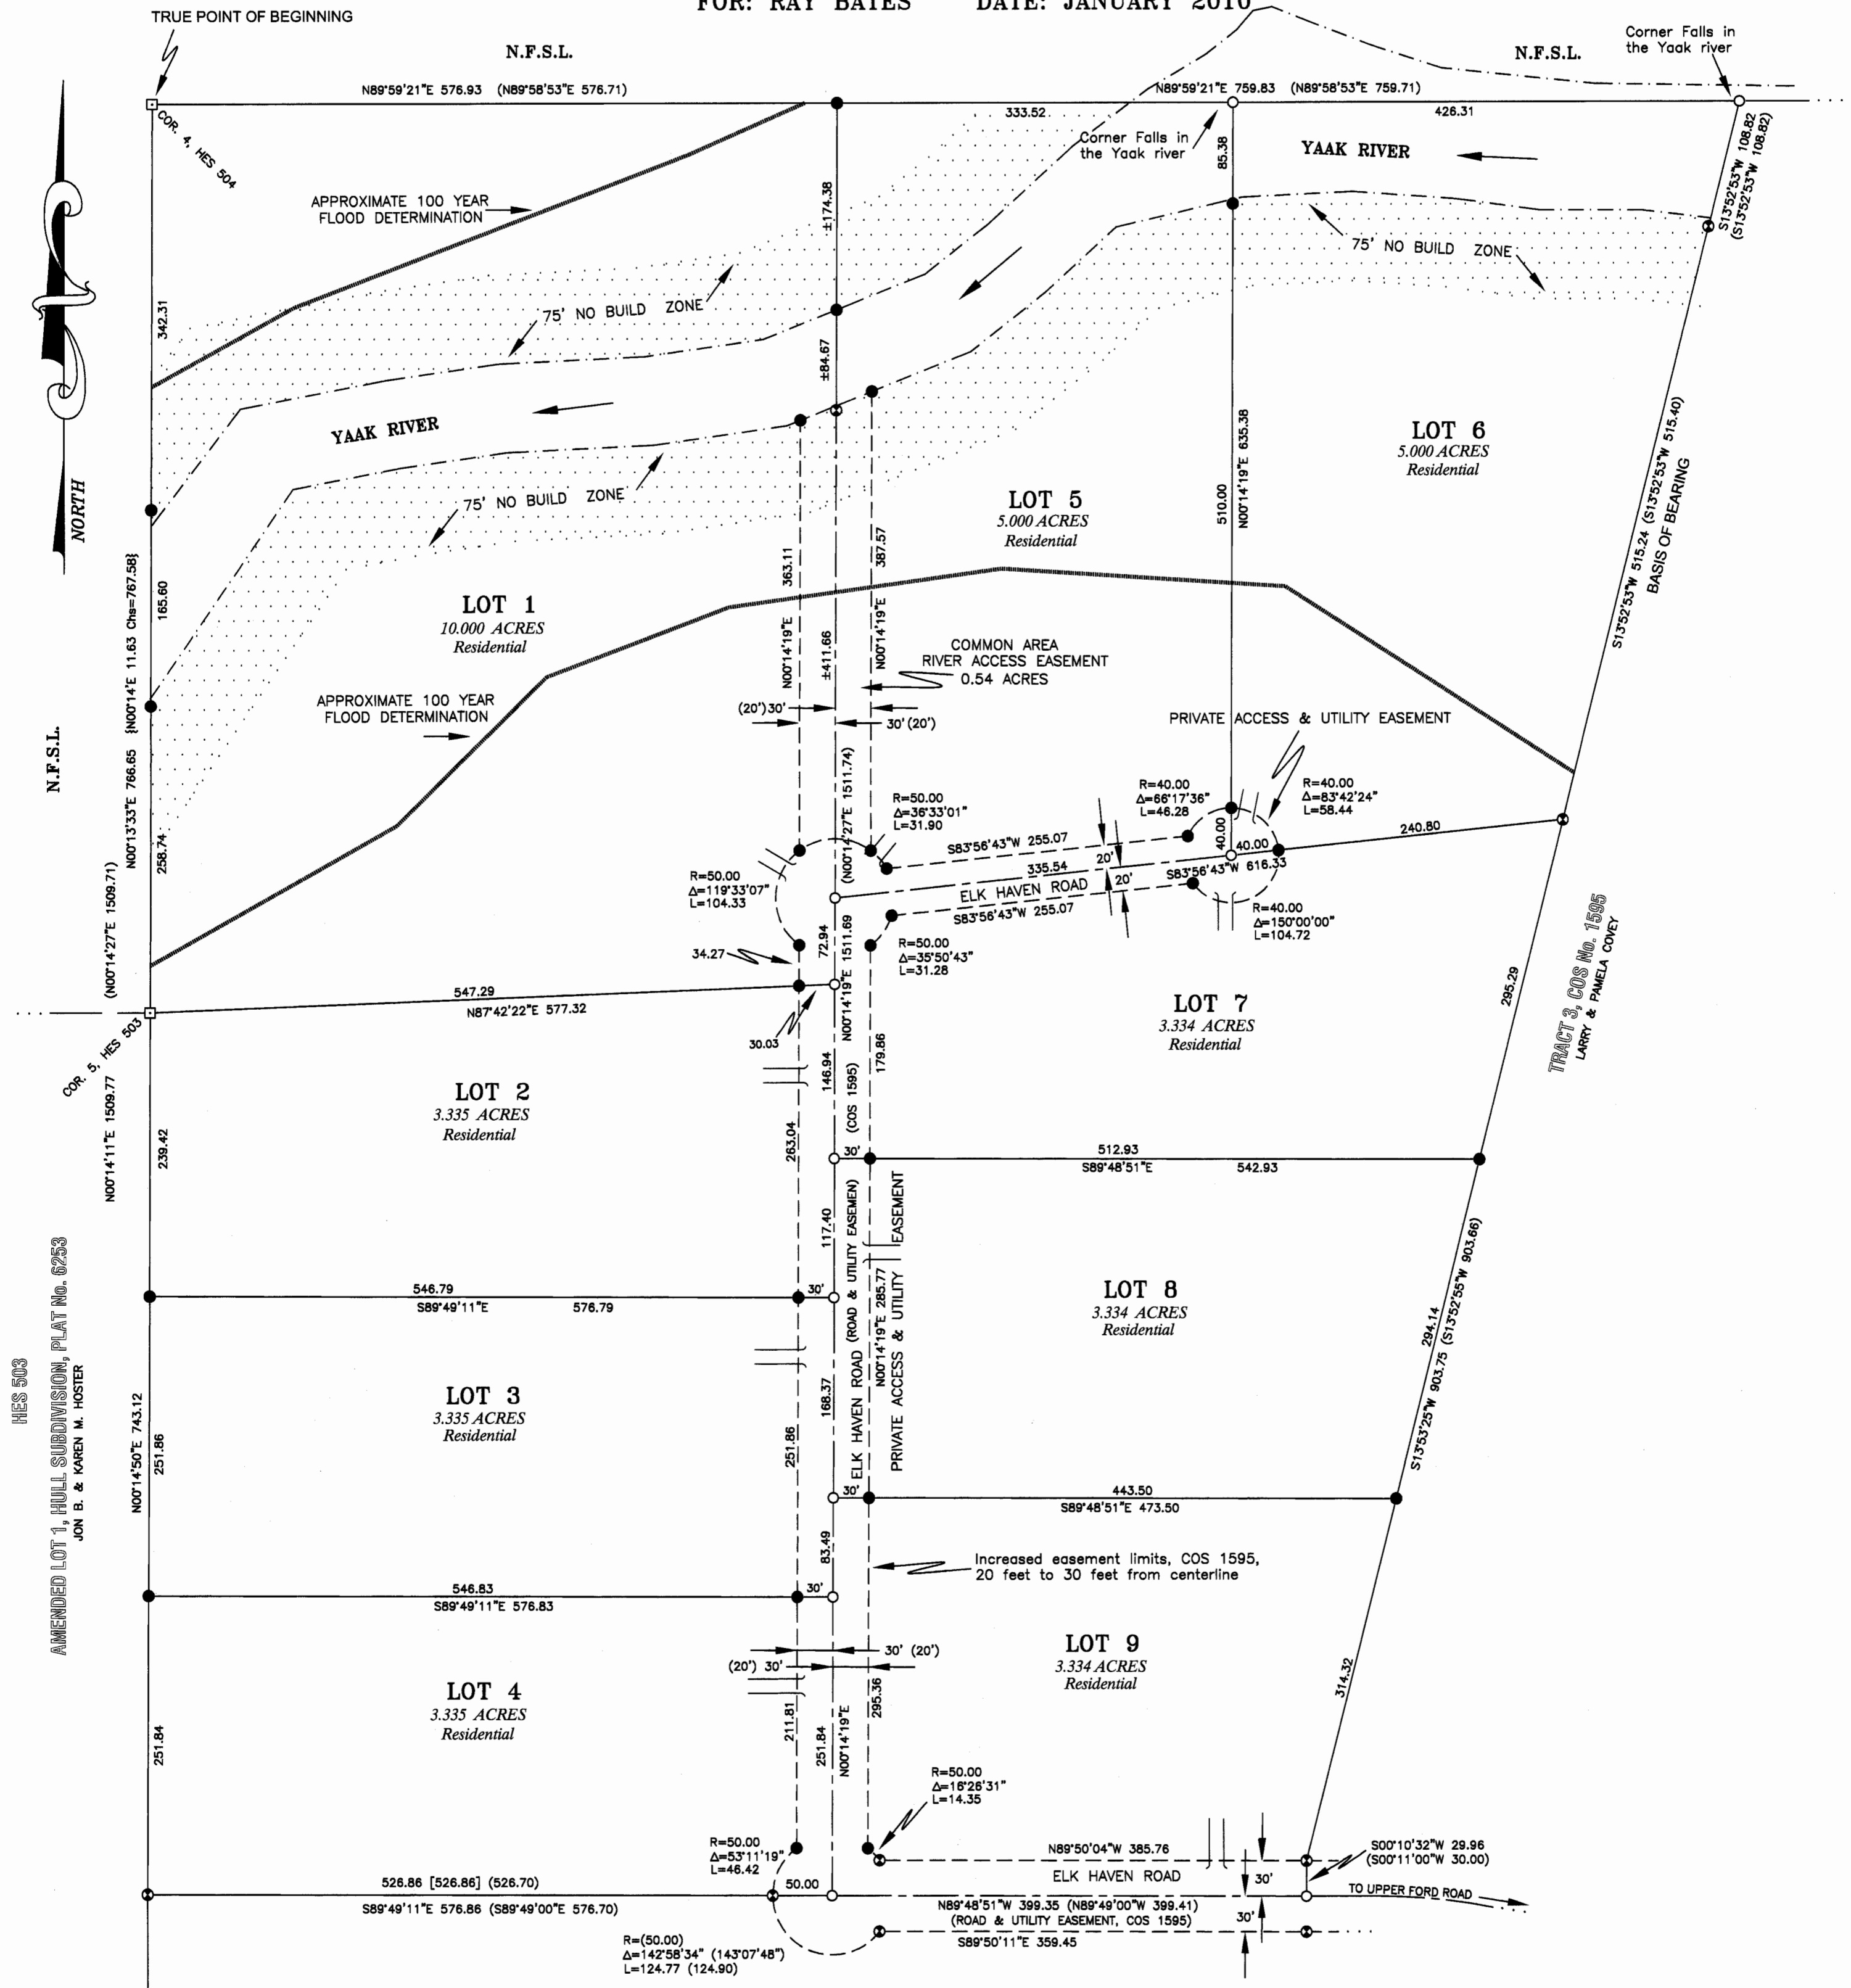 FOR: RAY BATES DATE: JANUARY 2010
TRUE POINT OF BEGINNING
N.F.S.L.
N.F.S.L.
Corner Falls in
the Yaak river
N89°59'21"E 576.93 (N89°58'53"E 576.71)
N89°59'21"E 759.83 (N89°58'53"E 759.71)
333.52
426.31
COR. 4, HES 504
Corner Falls in
the Yaak river
85.38
YAAK RIVER
S13°52'53"W 108.82
(S13°52'53"W 108.82)
APPROXIMATE 100 YEAR
FLOOD DETERMINATION
±174.38
75' NO BUILD ZONE
342.31
75' NO BUILD ZONE
±84.67
YAAK RIVER
NORTH
75' NO BUILD ZONE
LOT 6
5.000 ACRES
Residential
LOT 5
5.000 ACRES
Residential
510.00
N00°14'19"E 635.38
S13°52'53"W 515.24 (S13°52'53"W 515.40)
BASIS OF BEARING
N00°14'19"E 363.11
N00°14'19"E 387.57
±411.66
165.60
LOT 1
10.000 ACRES
Residential
N00°13'33"E 766.65 {N00°14'E 11.63 Chs=767.58}
COMMON AREA
RIVER ACCESS EASEMENT
0.54 ACRES
APPROXIMATE 100 YEAR
FLOOD DETERMINATION
(20')30'
30'(20')
PRIVATE ACCESS & UTILITY EASEMENT
N.F.S.L.
(N00°14'27"E 1511.74)
R=50.00
Δ=36°33'01"
L=31.90
R=40.00
Δ=66°17'36"
L=46.28
R=40.00
Δ=83°42'24"
L=58.44
258.74
(N00°14'27"E 1509.71)
S83°56'43"W 255.07
20'
40.00
40.00
240.80
R=50.00
Δ=119°33'07"
L=104.33
335.54
S83°56'43"W 616.33
ELK HAVEN ROAD
20'
S83°56'43"W 255.07
R=40.00
Δ=150°00'00"
L=104.72
72.94
34.27
R=50.00
Δ=35°50'43"
L=31.28
N00°14'19"E 1511.69
547.29
N87°42'22"E 577.32
30.03
LOT 7
3.334 ACRES
Residential
295.29
TRACT 3, COS No. 1595
LARRY & PAMELA COVEY
COR. 5, HES 503
179.86
146.94
(COS 1595)
LOT 2
3.335 ACRES
Residential
N00°14'11"E 1509.77
239.42
263.04
30'
512.93
S89°48'51"E 542.93
117.40
ELK HAVEN ROAD (ROAD & UTILITY EASEMEN)
N00°14'19"E 285.77
PRIVATE ACCESS & UTILITY EASEMENT
546.79
S89°49'11"E 576.79
30'
LOT 8
3.334 ACRES
Residential
294.14
S13°53'25"W 903.75 (S13°52'55"W 903.66)
HES 503
AMENDED LOT 1, HULL SUBDIVISION, PLAT No. 6253
JON B. & KAREN M. HOSTER
LOT 3
3.335 ACRES
Residential
N00°14'50"E 743.12
251.86
251.86
168.37
30'
443.50
S89°48'51"E 473.50
83.49
Increased easement limits, COS 1595,
20 feet to 30 feet from centerline
546.83
S89°49'11"E 576.83
30'
30' (20')
(20') 30'
LOT 9
3.334 ACRES
Residential
314.32
LOT 4
3.335 ACRES
Residential
251.84
211.81
251.84
N00°14'19"E
295.36
R=50.00
Δ=16°26'31"
L=14.35
R=50.00
Δ=53°11'19"
L=46.42
N89°50'04"W 385.76
S00°10'32"W 29.96
(S00°11'00"W 30.00)
ELK HAVEN ROAD
30'
526.86 [526.86] (526.70)
50.00
TO UPPER FORD ROAD
S89°49'11"E 576.86 (S89°49'00"E 576.70)
N89°48'51"W 399.35 (N89°49'00"W 399.41)
(ROAD & UTILITY EASEMENT, COS 1595)
30'
S89°50'11"E 359.45
R=(50.00)
Δ=142°58'34" (143°07'48")
L=124.77 (124.90)